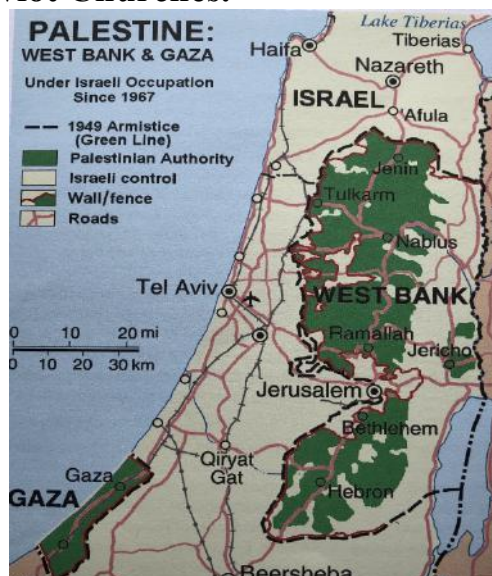 PALESTINE:
WEST BANK & GAZA
Under Israeli Occupation
Since 1967
1949 Armistice
(Green Line)
Palestinian Authority
Israeli control
Wall/fence
Roads
Lake Tiberias
Haifa
Tiberias
Nazareth
ISRAEL
Afula
Jenin
Tulkarm
Nablus
Tel Aviv
WEST BANK
0 10 20 mi
0 10 20 30 km
Ramallah
Jericho
Jerusalem
Bethlehem
Qiryat
Gat
Gaza
GAZA
Hebron
Beersheba